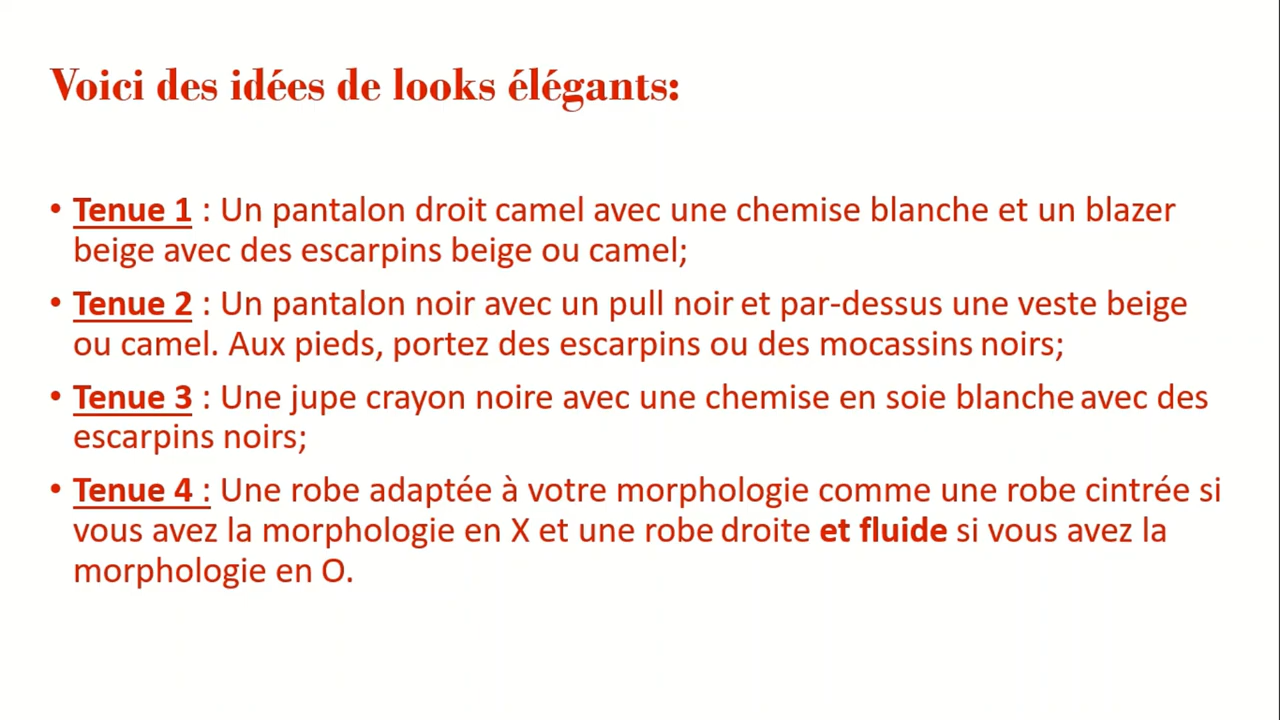 Voici des idées de looks élégants:
• Tenue 1 : Un pantalon droit camel avec une chemise blanche et un blazer
beige avec des escarpins beige ou camel;
• Tenue 2 : Un pantalon noir avec un pull noir et par-dessus une veste beige
ou camel. Aux pieds, portez des escarpins ou des mocassins noirs;
• Tenue 3 : Une jupe crayon noire avec une chemise en soie blanche avec des
escarpins noirs;
• Tenue 4 : Une robe adaptée à votre morphologie comme une robe cintrée si
vous avez la morphologie en X et une robe droite et fluide si vous avez la
morphologie en O.